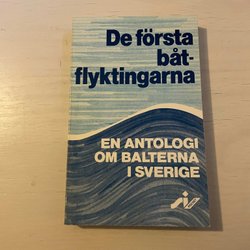 De första
båt-
flyktingarna
EN ANTOLOGI
OM BALTERNA
I SVERIGE